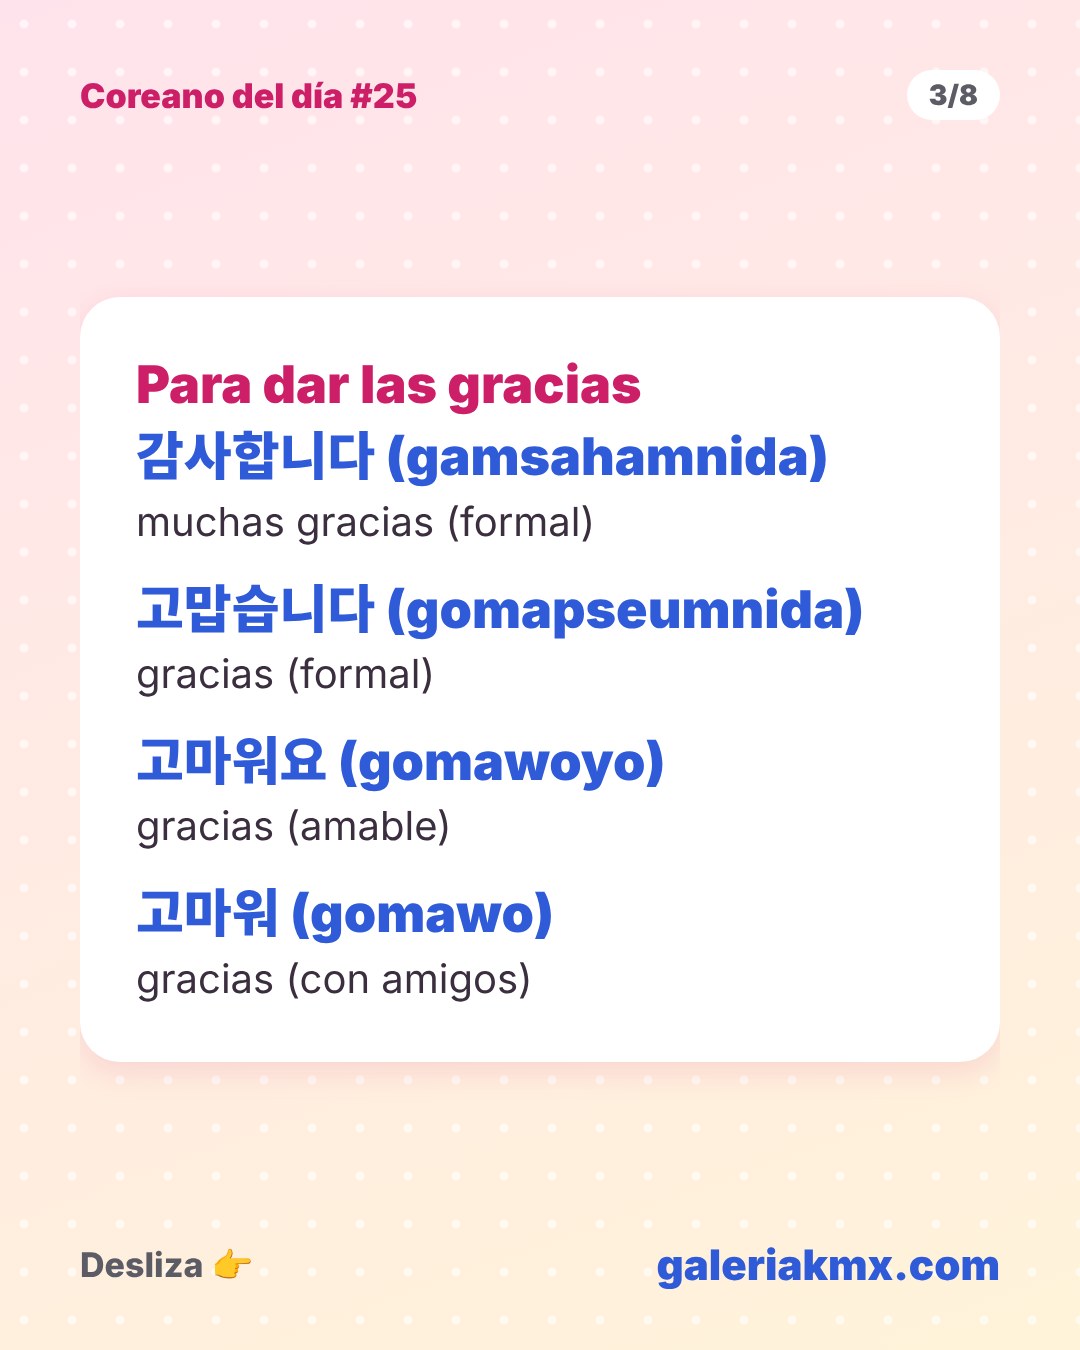 Coreano del día #25
3/8
Para dar las gracias
감사합니다 (gamsahamnida)
muchas gracias (formal)
고맙습니다 (gomapseumnida)
gracias (formal)
고마워요 (gomawoyo)
gracias (amable)
고마워 (gomawo)
gracias (con amigos)
Desliza 👉
galeriakmx.com